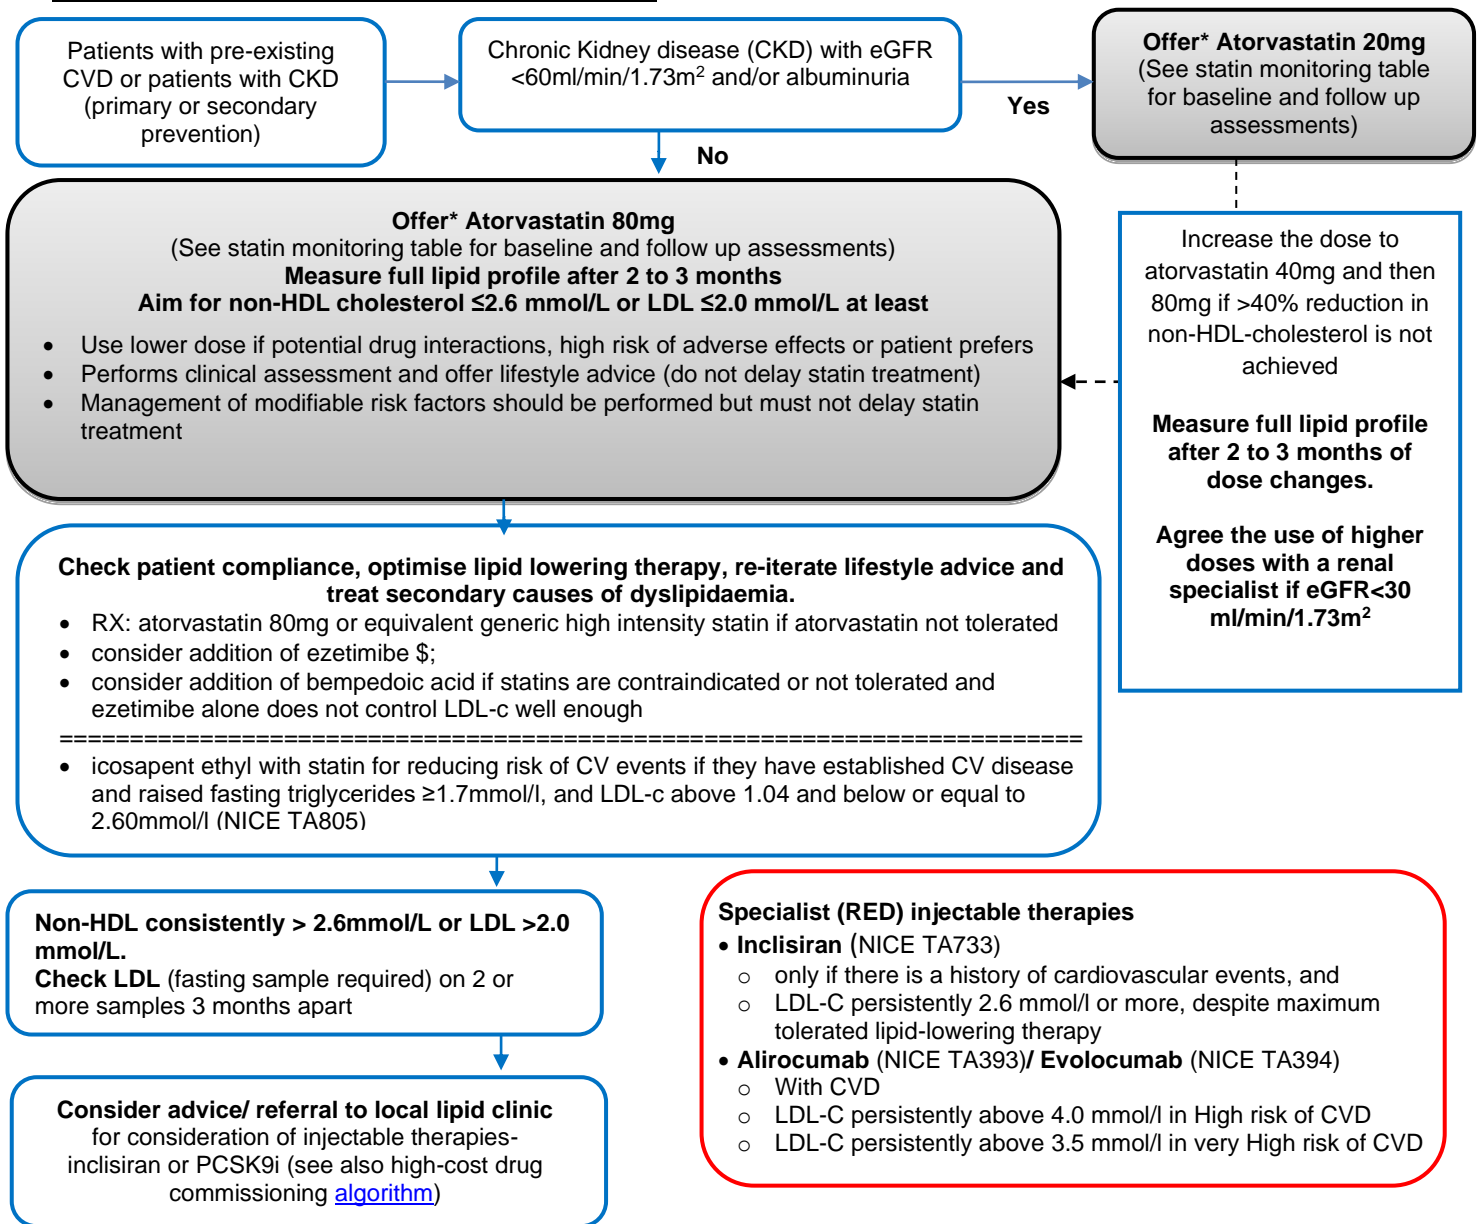 Patients with pre-existing
CVD or patients with CKD
(primary or secondary
prevention)
Chronic Kidney disease (CKD) with eGFR
<60ml/min/1.73m² and/or albuminuria
Yes
No
Offer* Atorvastatin 20mg
(See statin monitoring table
for baseline and follow up
assessments)
Offer* Atorvastatin 80mg
(See statin monitoring table for baseline and follow up assessments)
Measure full lipid profile after 2 to 3 months
Aim for non-HDL cholesterol ≤2.6 mmol/L or LDL ≤2.0 mmol/L at least
• Use lower dose if potential drug interactions, high risk of adverse effects or patient prefers
• Performs clinical assessment and offer lifestyle advice (do not delay statin treatment)
• Management of modifiable risk factors should be performed but must not delay statin
treatment
Increase the dose to
atorvastatin 40mg and then
80mg if >40% reduction in
non-HDL-cholesterol is not
achieved
Measure full lipid profile
after 2 to 3 months of
dose changes.
Agree the use of higher
doses with a renal
specialist if eGFR<30
ml/min/1.73m²
Check patient compliance, optimise lipid lowering therapy, re-iterate lifestyle advice and
treat secondary causes of dyslipidaemia.
• RX: atorvastatin 80mg or equivalent generic high intensity statin if atorvastatin not tolerated
• consider addition of ezetimibe $;
• consider addition of bempedoic acid if statins are contraindicated or not tolerated and
ezetimibe alone does not control LDL-c well enough
=========================================================================
• icosapent ethyl with statin for reducing risk of CV events if they have established CV disease
and raised fasting triglycerides ≥1.7mmol/l, and LDL-c above 1.04 and below or equal to
2.60mmol/l (NICE TA805)
Non-HDL consistently > 2.6mmol/L or LDL >2.0
mmol/L.
Check LDL (fasting sample required) on 2 or
more samples 3 months apart
Consider advice/ referral to local lipid clinic
for consideration of injectable therapies-
inclisiran or PCSK9i (see also high-cost drug
commissioning algorithm)
Specialist (RED) injectable therapies
• Inclisiran (NICE TA733)
o only if there is a history of cardiovascular events, and
o LDL-C persistently 2.6 mmol/l or more, despite maximum
tolerated lipid-lowering therapy
• Alirocumab (NICE TA393)/ Evolocumab (NICE TA394)
o With CVD
o LDL-C persistently above 4.0 mmol/l in High risk of CVD
o LDL-C persistently above 3.5 mmol/l in very High risk of CVD